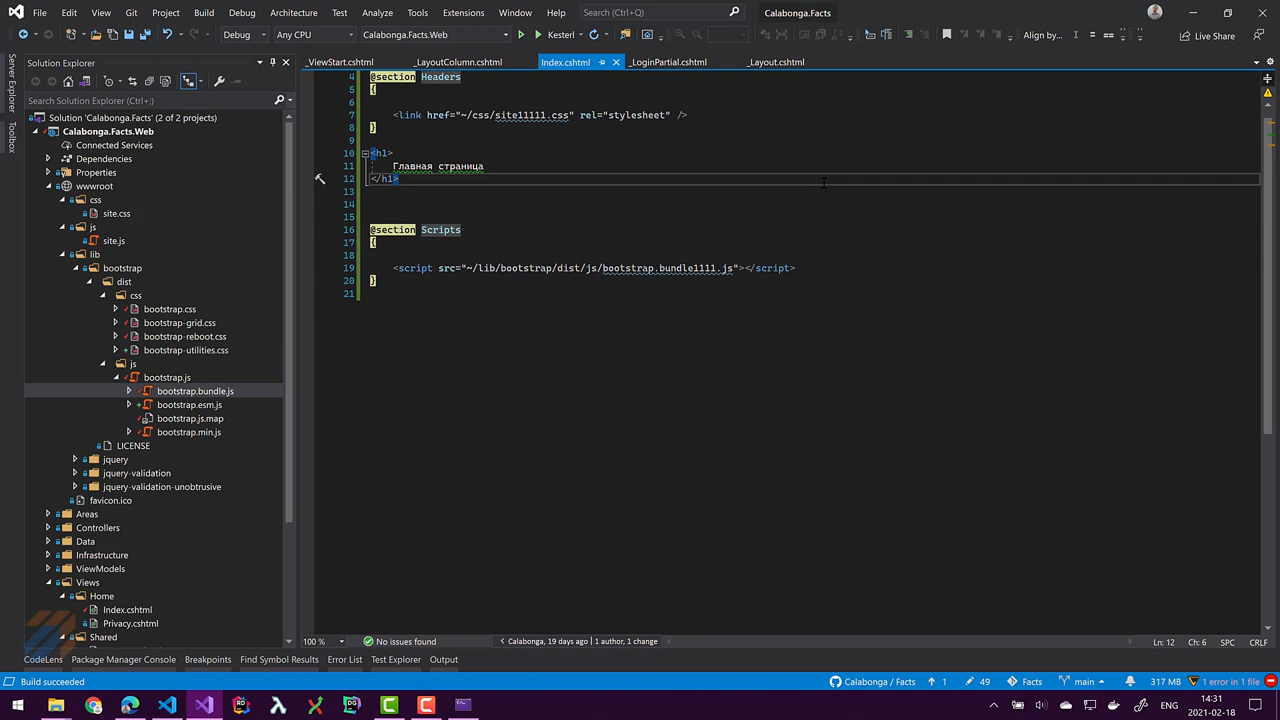 File Edit View Git Project Build Debug Architecture Test Analyze Tools Extensions Window Help Search (Ctrl+;) Calabonga.Facts
Debug Any CPU Calabonga.Facts.Web Kestrel Align by... Live Share
Server Explorer
Toolbox
Solution Explorer
Search Solution Explorer (Ctrl+;)
Solution 'Calabonga.Facts' (2 of 2 projects)
Calabonga.Facts.Web
Connected Services
Dependencies
Properties
wwwroot
css
site.css
js
site.js
lib
bootstrap
dist
css
bootstrap.css
bootstrap-grid.css
bootstrap-reboot.css
bootstrap-utilities.css
js
bootstrap.js
bootstrap.bundle.js
bootstrap.esm.js
bootstrap.js.map
bootstrap.min.js
LICENSE
jquery
jquery-validation
jquery-validation-unobtrusive
favicon.ico
Areas
Controllers
Data
Infrastructure
ViewModels
Views
Home
Index.cshtml
Privacy.cshtml
Shared
_ViewStart.cshtml _LayoutColumn.cshtml Index.cshtml _LoginPartial.cshtml _Layout.cshtml
4 @section Headers
5 {
6
7 <link href="~/css/site11111.css" rel="stylesheet" />
8 }
9
10 <h1>
11 Главная страница
12 </h1>
13
14
15
16 @section Scripts
17 {
18
19 <script src="~/lib/bootstrap/dist/js/bootstrap.bundle1111.js"></script>
20 }
21
100 % No issues found Calabonga, 19 days ago | 1 author, 1 change Ln: 12 Ch: 6 SPC CRLF
CodeLens Package Manager Console Breakpoints Find Symbol Results Error List Test Explorer Output
Build succeeded Calabonga / Facts 1 49 Facts main 317 MB 1 error in 1 file
14:31
2021-02-18